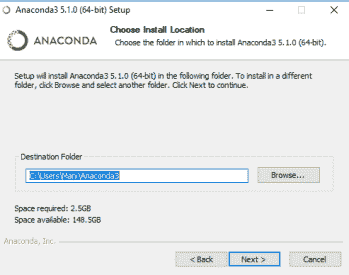 Anaconda3 5.1.0 (64-bit) Setup
ANACONDA
Choose Install Location
Choose the folder in which to install Anaconda3 5.1.0 (64-bit).
Setup will install Anaconda3 5.1.0 (64-bit) in the following folder. To install in a different
folder, click Browse and select another folder. Click Next to continue.
Destination Folder
C:\Users\Mani\Anaconda3
Browse...
Space required: 2.5GB
Space available: 148.5GB
Anaconda, Inc.
< Back
Next >
Cancel